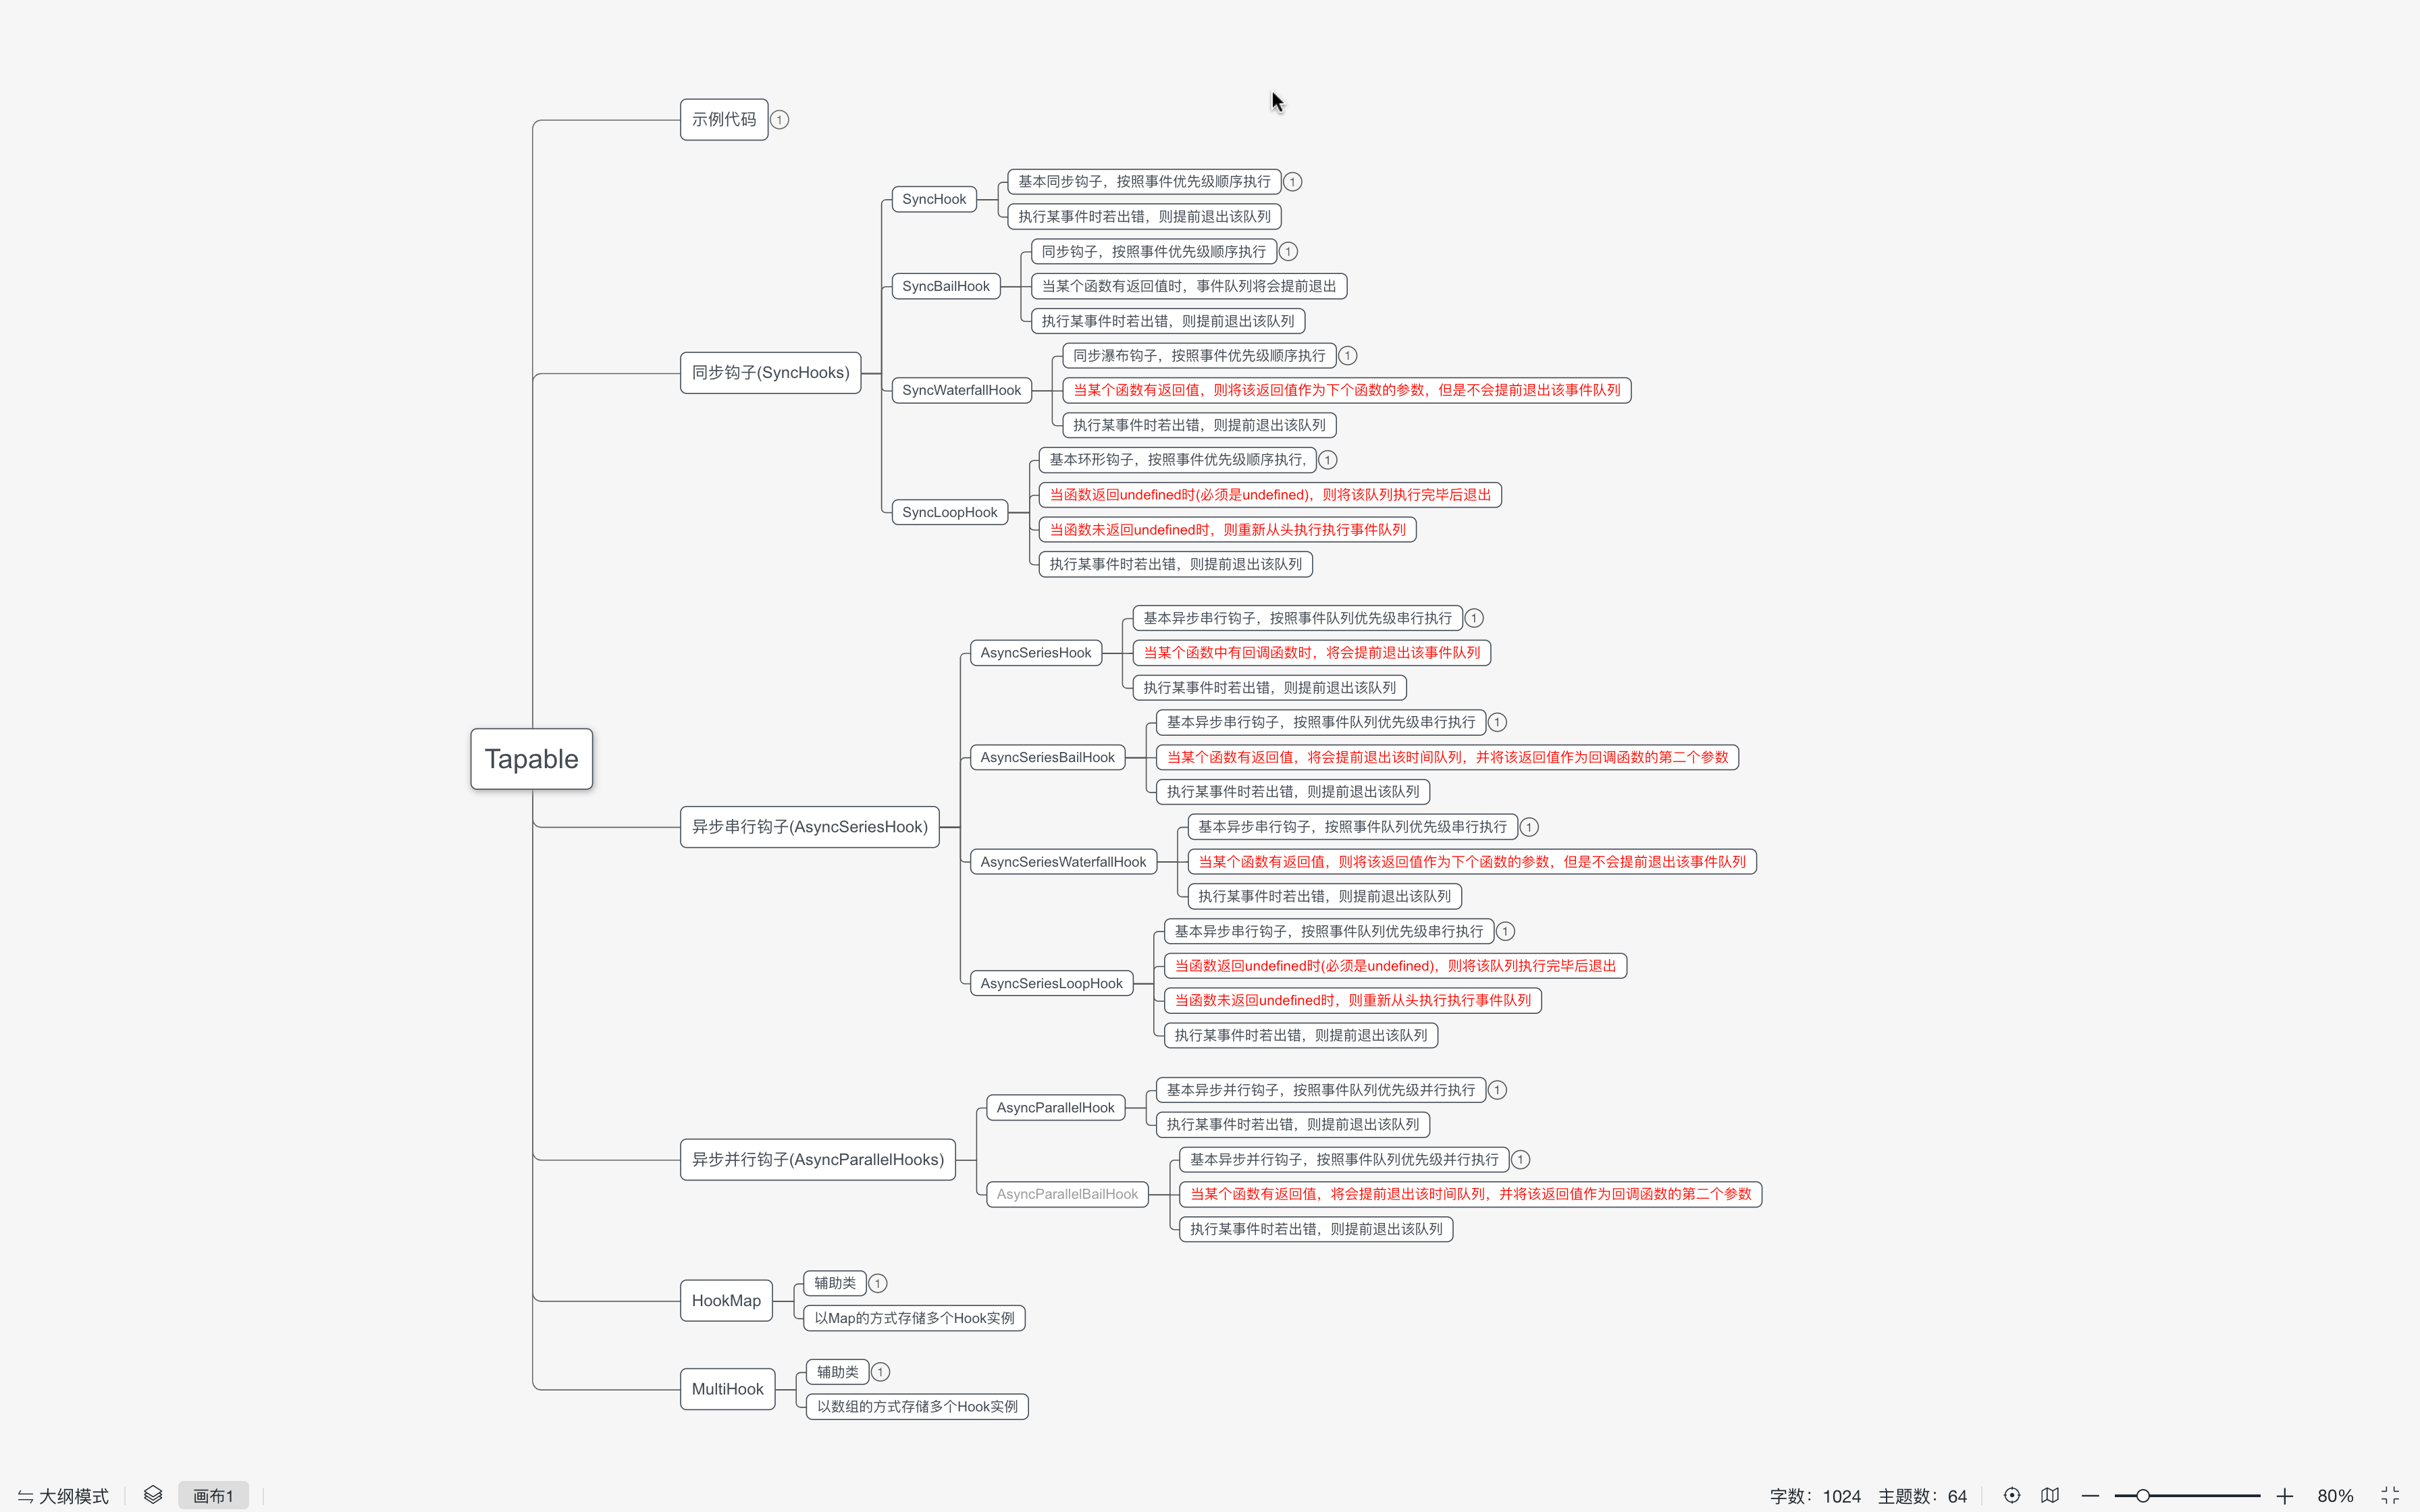 示例代码 1
SyncHook
基本同步钩子，按照事件优先级顺序执行 1
执行某事件时若出错，则提前退出该队列
同步钩子，按照事件优先级顺序执行 1
SyncBailHook
当某个函数有返回值时，事件队列将会提前退出
执行某事件时若出错，则提前退出该队列
同步瀑布钩子，按照事件优先级顺序执行 1
同步钩子(SyncHooks)
SyncWaterfallHook
当某个函数有返回值，则将该返回值作为下个函数的参数，但是不会提前退出该事件队列
执行某事件时若出错，则提前退出该队列
基本环形钩子，按照事件优先级顺序执行， 1
当函数返回undefined时(必须是undefined)，则将该队列执行完毕后退出
SyncLoopHook
当函数未返回undefined时，则重新从头执行执行事件队列
执行某事件时若出错，则提前退出该队列
基本异步串行钩子，按照事件队列优先级串行执行 1
AsyncSeriesHook
当某个函数中有回调函数时，将会提前退出该事件队列
执行某事件时若出错，则提前退出该队列
基本异步串行钩子，按照事件队列优先级串行执行 1
Tapable
AsyncSeriesBailHook
当某个函数有返回值，将会提前退出该时间队列，并将该返回值作为回调函数的第二个参数
执行某事件时若出错，则提前退出该队列
异步串行钩子(AsyncSeriesHook)
基本异步串行钩子，按照事件队列优先级串行执行 1
AsyncSeriesWaterfallHook
当某个函数有返回值，则将该返回值作为下个函数的参数，但是不会提前退出该事件队列
执行某事件时若出错，则提前退出该队列
基本异步串行钩子，按照事件队列优先级串行执行 1
当函数返回undefined时(必须是undefined)，则将该队列执行完毕后退出
AsyncSeriesLoopHook
当函数未返回undefined时，则重新从头执行执行事件队列
执行某事件时若出错，则提前退出该队列
基本异步并行钩子，按照事件队列优先级并行执行 1
AsyncParallelHook
执行某事件时若出错，则提前退出该队列
异步并行钩子(AsyncParallelHooks)
基本异步并行钩子，按照事件队列优先级并行执行 1
AsyncParallelBailHook
当某个函数有返回值，将会提前退出该时间队列，并将该返回值作为回调函数的第二个参数
执行某事件时若出错，则提前退出该队列
HookMap
辅助类 1
以Map的方式存储多个Hook实例
MultiHook
辅助类 1
以数组的方式存储多个Hook实例
大纲模式 画布1 字数：1024 主题数：64 80%